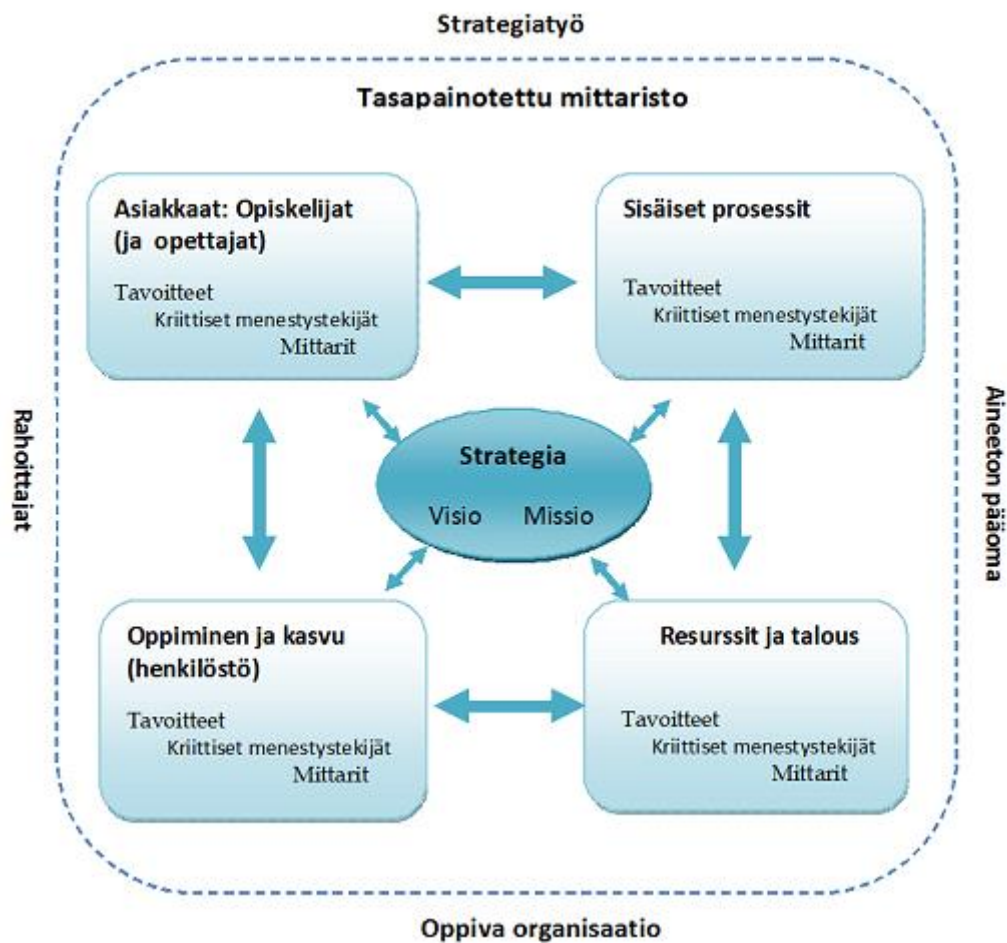 Strategiatyö
Tasapainotettu mittaristo
Asiakkaat: Opiskelijat
(ja opettajat)
Tavoitteet
Kriittiset menestystekijät
Mittarit
Sisäiset prosessit
Tavoitteet
Kriittiset menestystekijät
Mittarit
Rahoittajat
Strategia
Visio Missio
Aineeton pääoma
Oppiminen ja kasvu
(henkilöstö)
Tavoitteet
Kriittiset menestystekijät
Mittarit
Resurssit ja talous
Tavoitteet
Kriittiset menestystekijät
Mittarit
Oppiva organisaatio